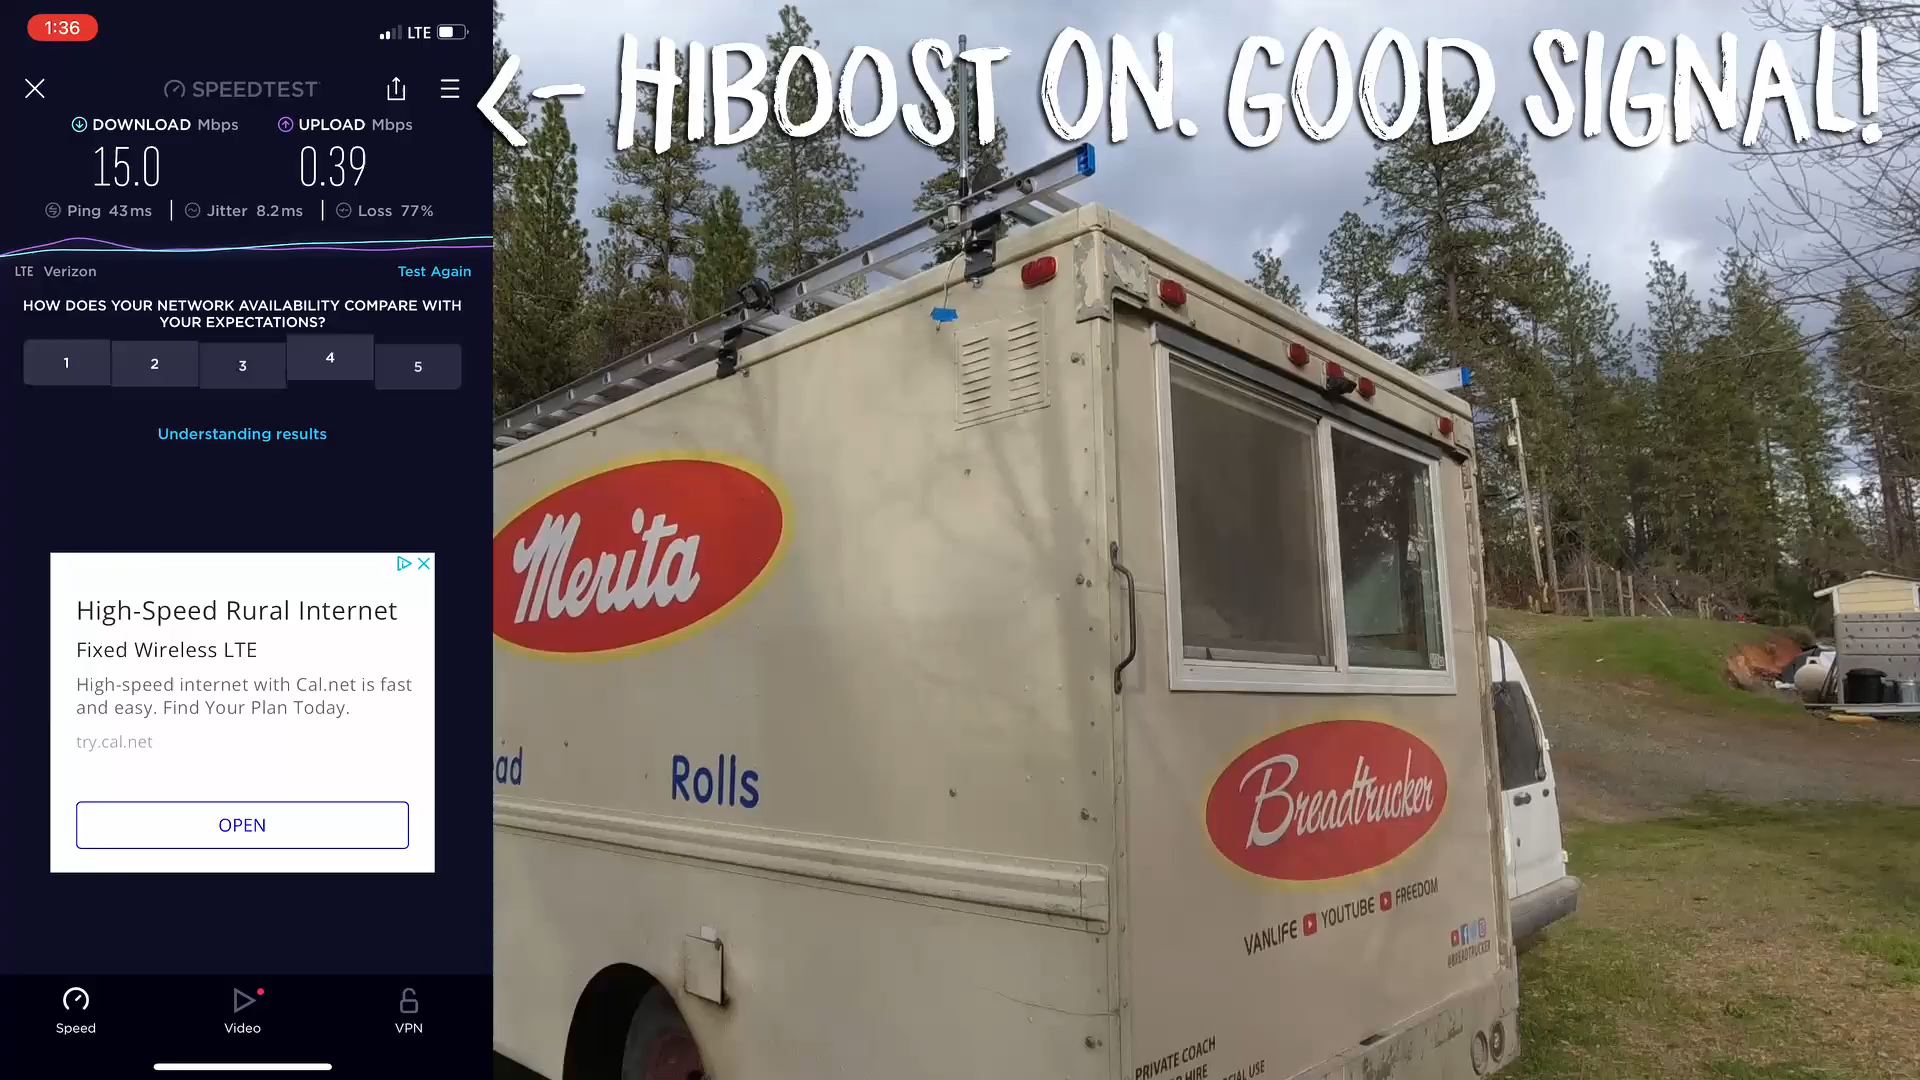 1:36
LTE
<- HIBOOST ON. GOOD SIGNAL!
SPEEDTEST
DOWNLOAD Mbps
UPLOAD Mbps
15.0
0.39
Ping 43ms
Jitter 8.2ms
Loss 77%
LTE Verizon
Test Again
HOW DOES YOUR NETWORK AVAILABILITY COMPARE WITH
YOUR EXPECTATIONS?
1 2 3 4 5
Understanding results
High-Speed Rural Internet
Fixed Wireless LTE
High-speed internet with Cal.net is fast
and easy. Find Your Plan Today.
try.cal.net
OPEN
Speed
Video
VPN
Merita
ad
Rolls
Breadtrucker
VANLIFE YOUTUBE FREEDOM
@BREADTRUCKER
PRIVATE COACH
HIRE